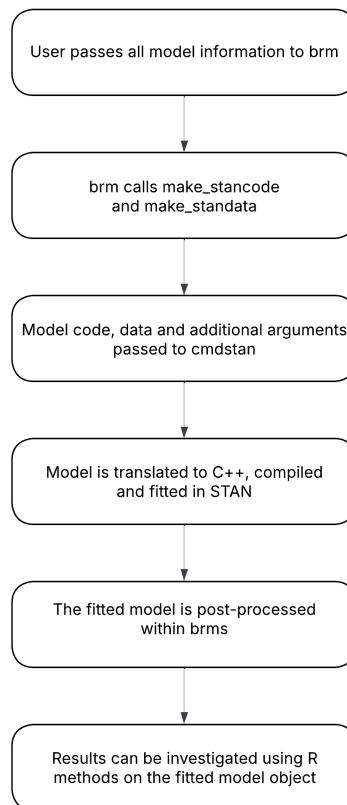 User passes all model information to brm
brm calls make_stancode
and make_standata
Model code, data and additional arguments
passed to cmdstan
Model is translated to C++, compiled
and fitted in STAN
The fitted model is post-processed
within brms
Results can be investigated using R
methods on the fitted model object